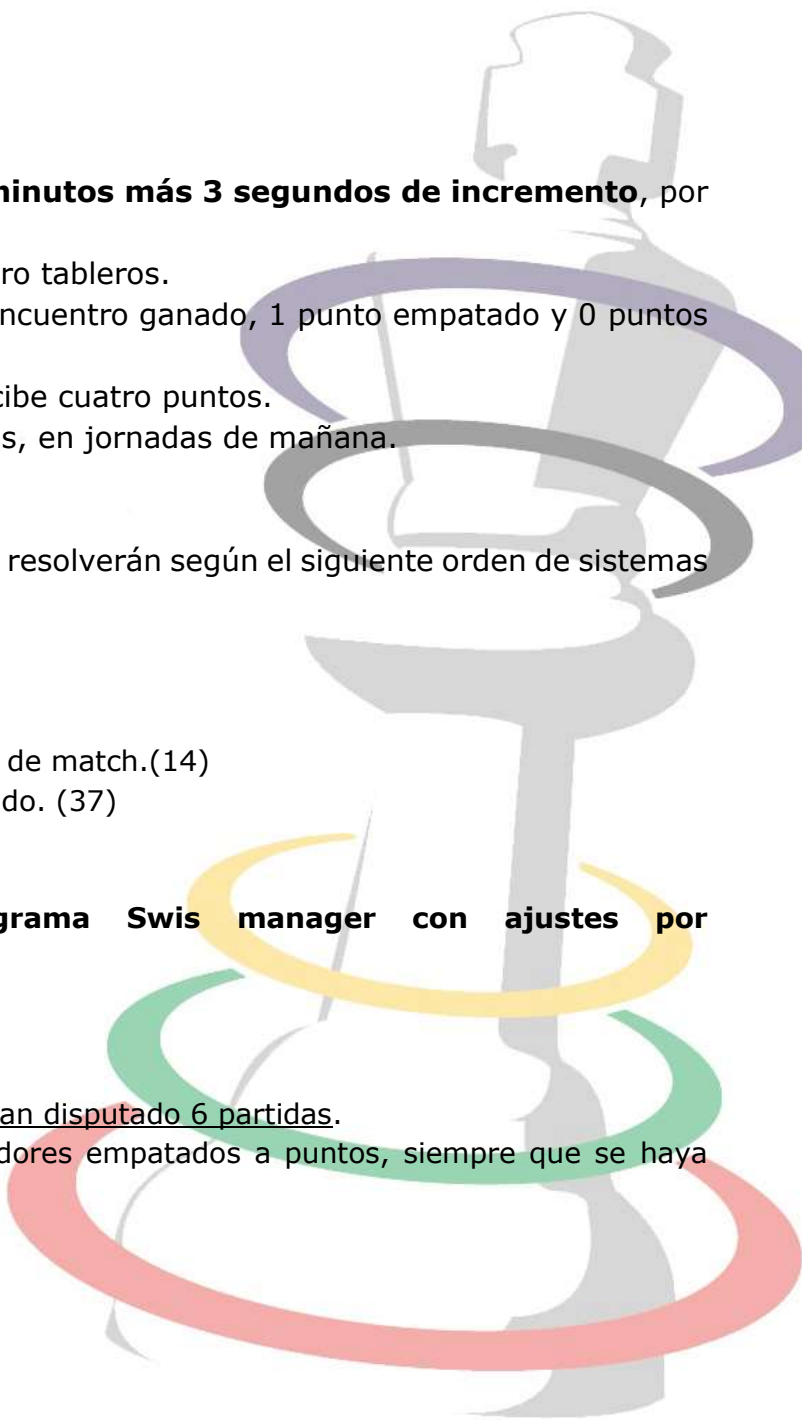 minutos más 3 segundos de incremento, por
ro tableros.
ncuentro ganado, 1 punto empatado y 0 puntos
cibe cuatro puntos.
s, en jornadas de mañana.
resolverán según el siguiente orden de sistemas
de match.(14)
do. (37)
grama Swis manager con ajustes por
an disputado 6 partidas.
dores empatados a puntos, siempre que se haya